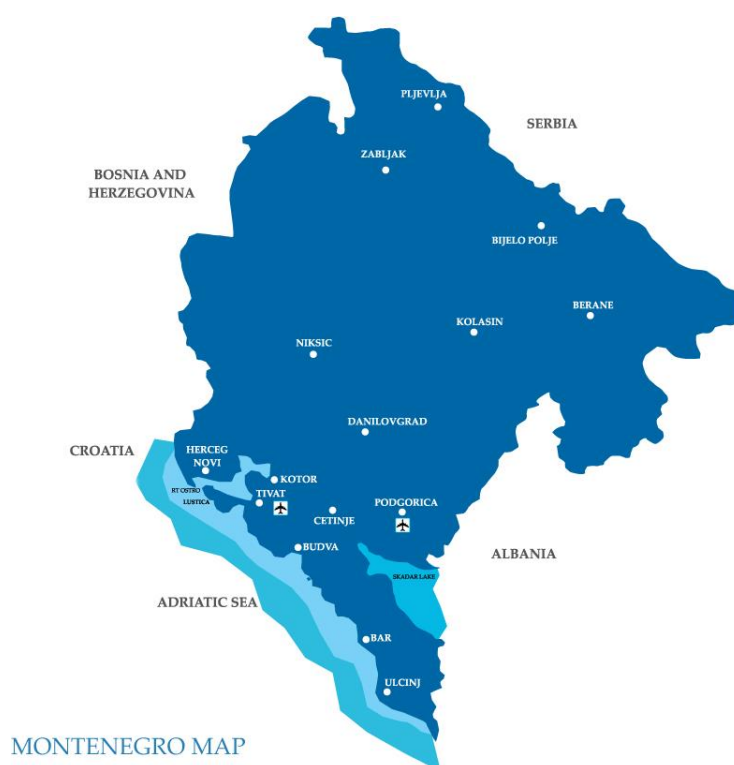 PLJEVLJA
SERBIA
ZABLJAK
BOSNIA AND
HERZEGOVINA
BIJELO POLJE
BERANE
KOLASIN
NIKSIC
DANILOVGRAD
CROATIA
HERCEG
NOVI
KOTOR
RT OSTRO
TIVAT
LUSTICA
PODGORICA
CETINJE
BUDVA
ALBANIA
SKADAR LAKE
ADRIATIC SEA
BAR
ULCINJ
MONTENEGRO MAP